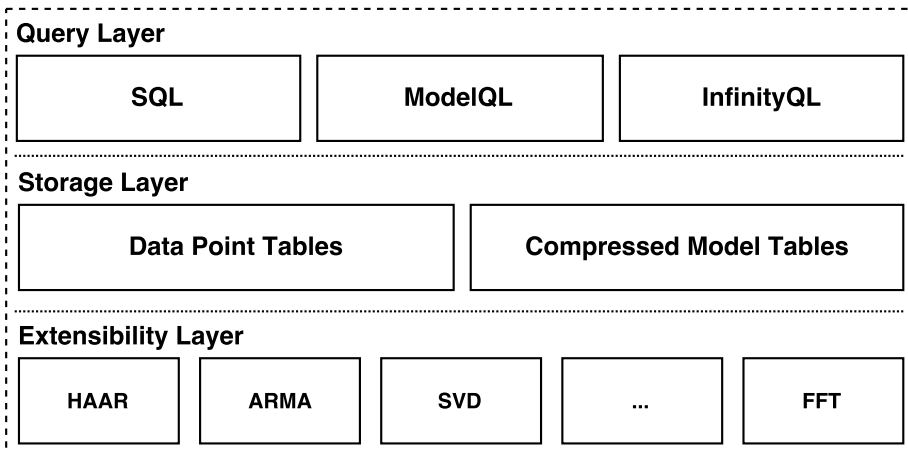 Query Layer
SQL
ModelQL
InfinityQL
Storage Layer
Data Point Tables
Compressed Model Tables
Extensibility Layer
HAAR
ARMA
SVD
...
FFT